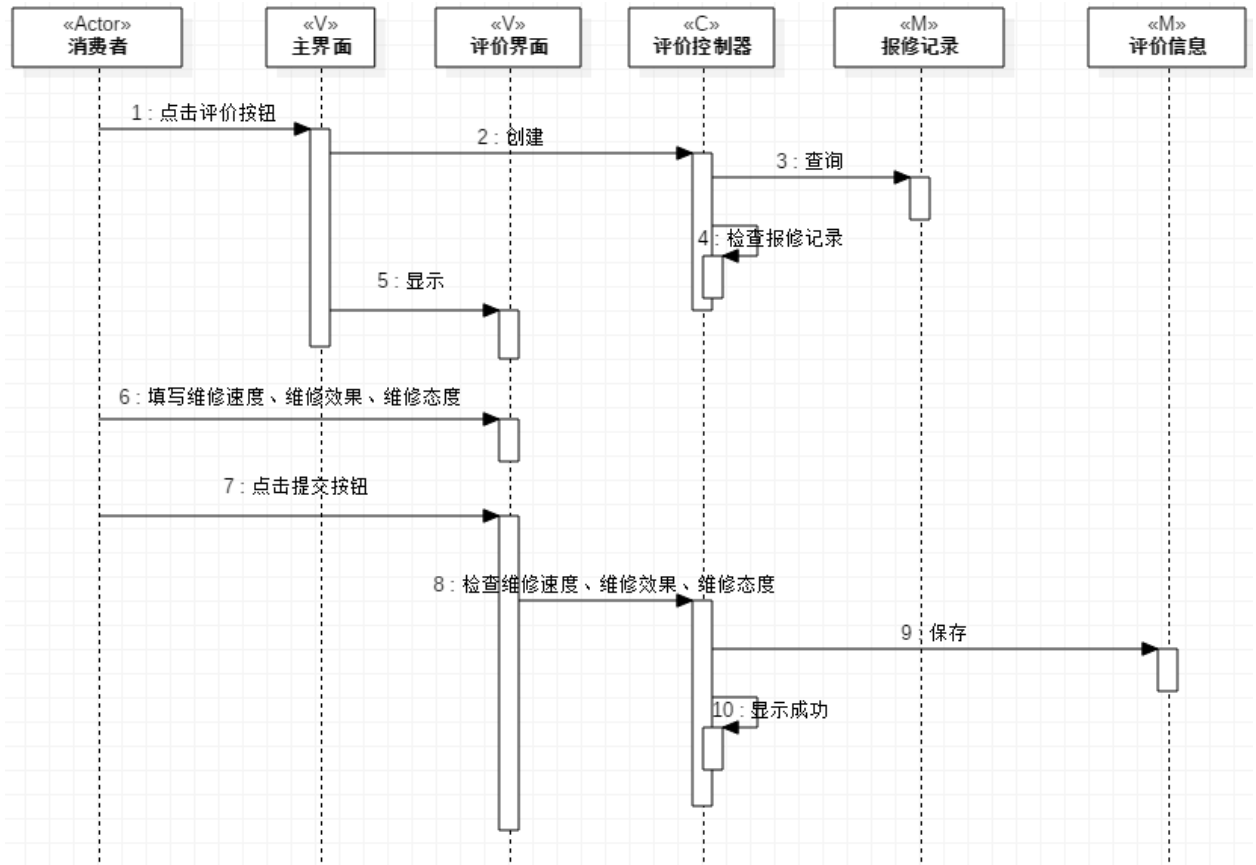 «Actor»
消费者
«V»
主界面
«V»
评价界面
«C»
评价控制器
«M»
报修记录
«M»
评价信息
1 : 点击评价按钮
2 : 创建
3 : 查询
4 : 检查报修记录
5 : 显示
6 : 填写维修速度、维修效果、维修态度
7 : 点击提交按钮
8 : 检查维修速度、维修效果、维修态度
9 : 保存
10 : 显示成功